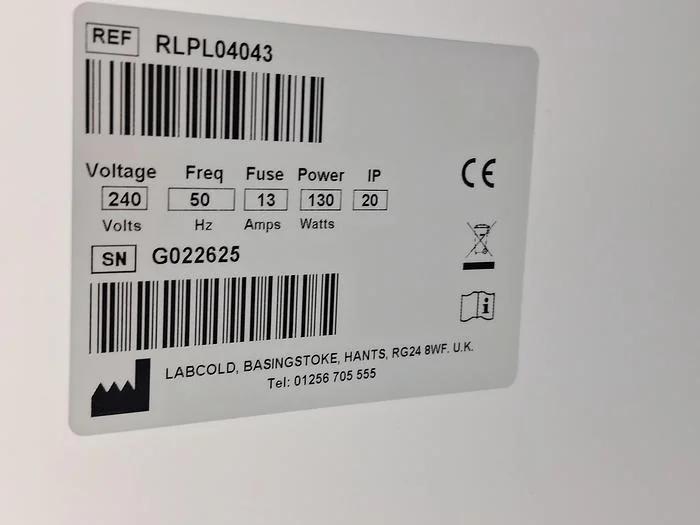 REF RLPL04043
Voltage Freq Fuse Power IP
240 50 13 130 20
Volts Hz Amps Watts
SN G022625
LABCOLD, BASINGSTOKE, HANTS, RG24 8WF. U.K.
Tel: 01256 705 555
CE
i